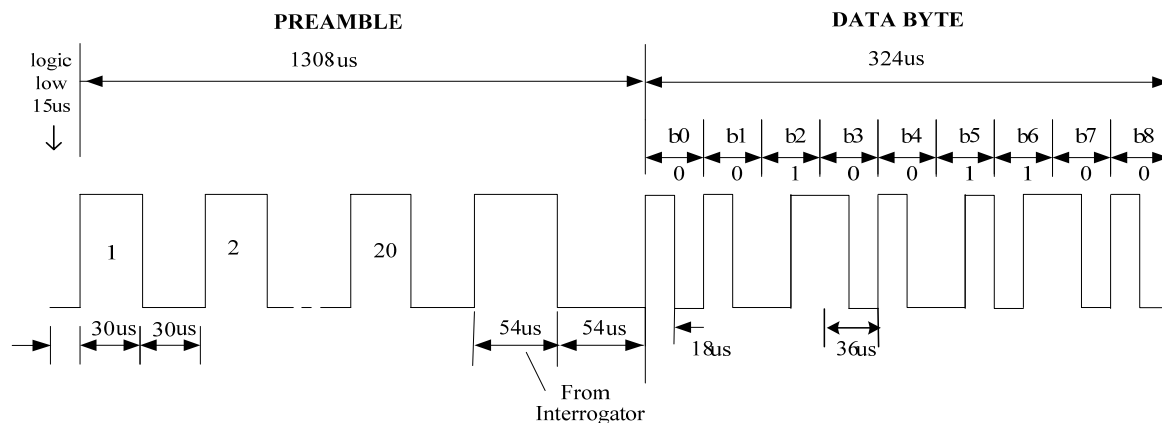 PREAMBLE
DATA BYTE
logic
low
15us
1308us
324us
b0 b1 b2 b3 b4 b5 b6 b7 b8
0 0 1 0 0 1 1 0 0
1 2 20
30us 30us 54us 54us 18us 36us
From
Interrogator